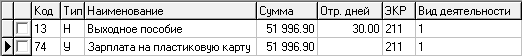 Код Тип Наименование Сумма Отр. дней ЭКР Вид деятельности
13 Н Выходное пособие 51 996.90 30.00 211 1
74 У Зарплата на пластиковую карту 51 996.90 211 1